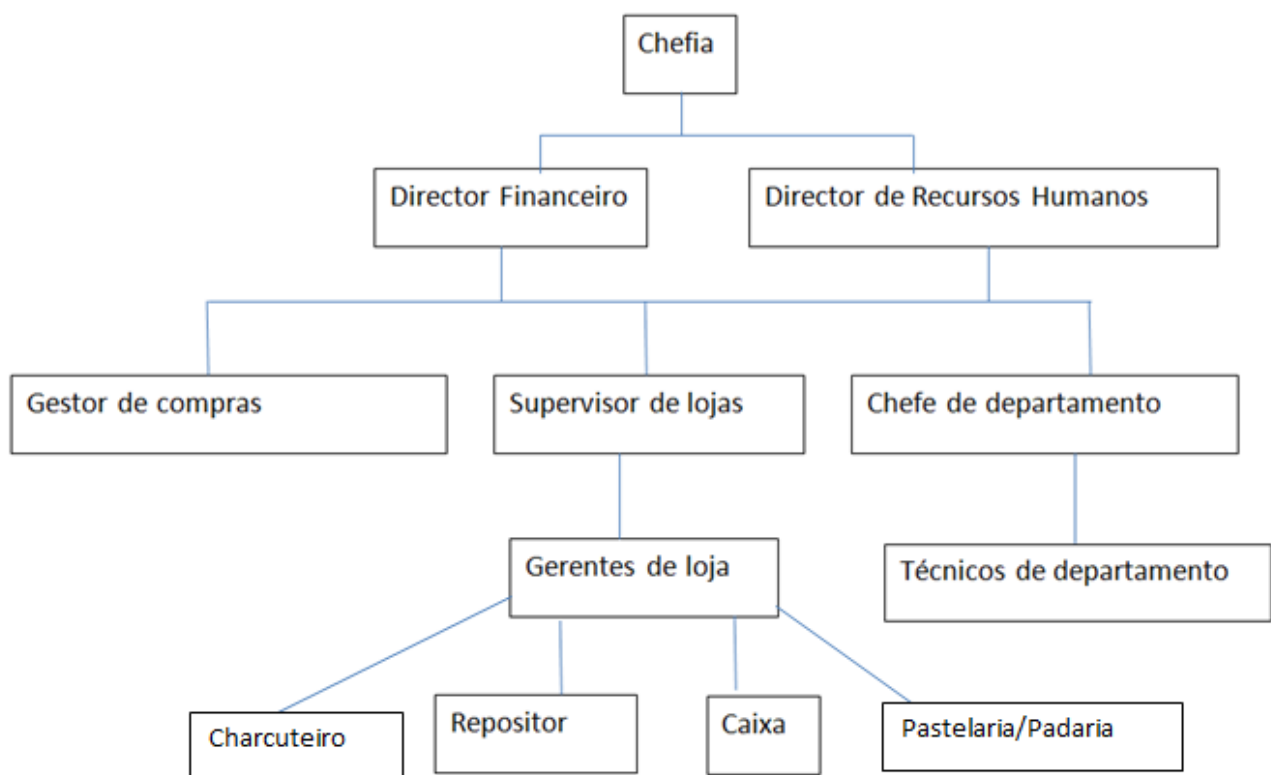 Chefia
Director Financeiro
Director de Recursos Humanos
Gestor de compras
Supervisor de lojas
Chefe de departamento
Gerentes de loja
Técnicos de departamento
Charcuteiro
Repositor
Caixa
Pastelaria/Padaria